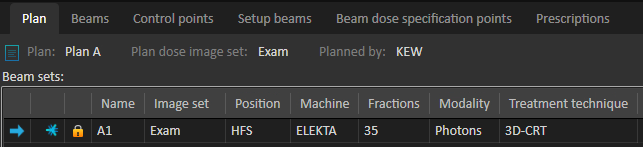 Plan Beams Control points Setup beams Beam dose specification points Prescriptions
Plan: Plan A Plan dose image set: Exam Planned by: KEW
Beam sets:
Name Image set Position Machine Fractions Modality Treatment technique
A1 Exam HFS ELEKTA 35 Photons 3D-CRT